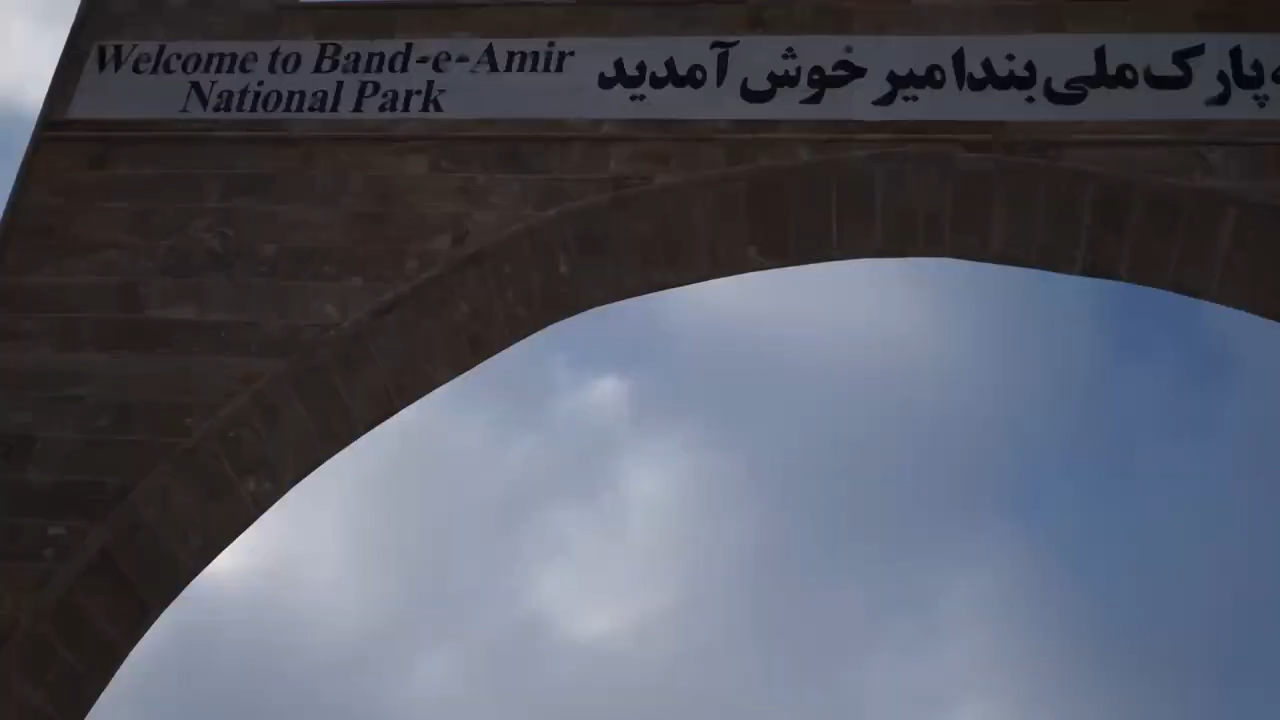 Welcome to Band-e-Amir
National Park
پارک ملی بندامیر خوش آمدید